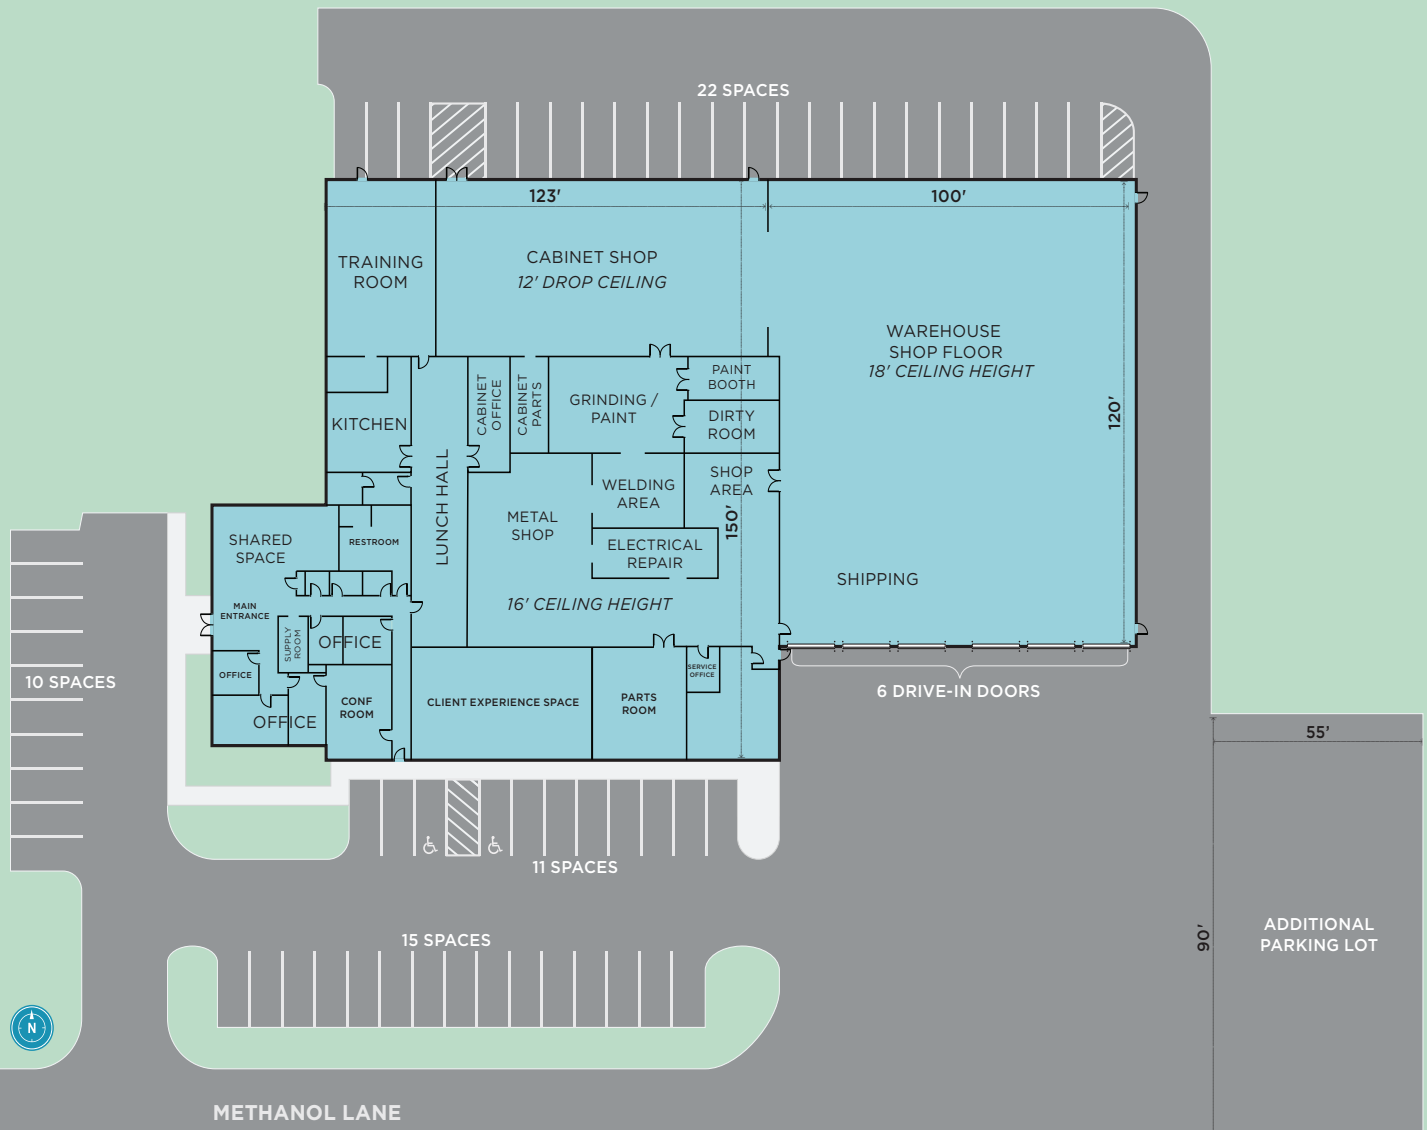 22 SPACES
123'
100'
TRAINING
ROOM
CABINET SHOP
12' DROP CEILING
WAREHOUSE
SHOP FLOOR
18' CEILING HEIGHT
120'
PAINT
BOOTH
CABINET
OFFICE
CABINET
PARTS
GRINDING /
PAINT
DIRTY
ROOM
KITCHEN
LUNCH HALL
SHOP
AREA
WELDING
AREA
150'
METAL
SHOP
ELECTRICAL
REPAIR
SHARED
SPACE
RESTROOM
SHIPPING
16' CEILING HEIGHT
MAIN
ENTRANCE
SUPPLY
ROOM
OFFICE
OFFICE
10 SPACES
SERVICE
OFFICE
6 DRIVE-IN DOORS
CONF
ROOM
CLIENT EXPERIENCE SPACE
PARTS
ROOM
OFFICE
55'
11 SPACES
15 SPACES
90'
ADDITIONAL
PARKING LOT
N
METHANOL LANE